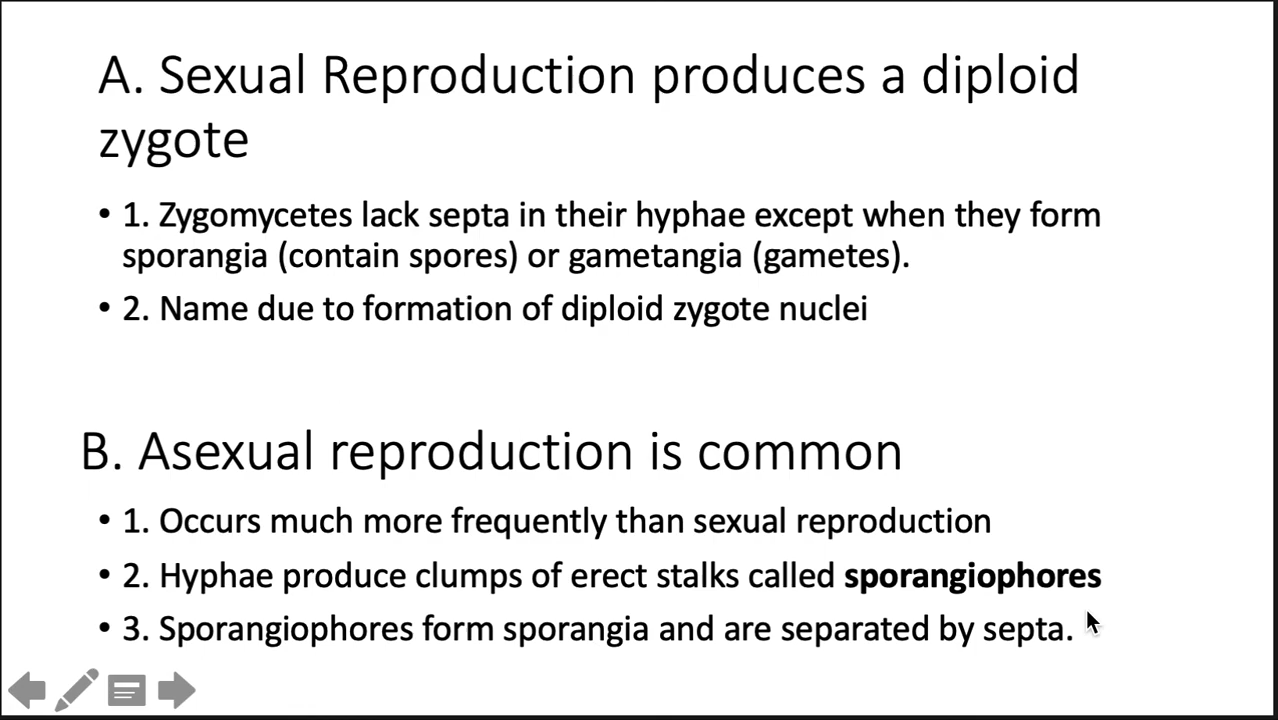 A. Sexual Reproduction produces a diploid
zygote
• 1. Zygomycetes lack septa in their hyphae except when they form
sporangia (contain spores) or gametangia (gametes).
• 2. Name due to formation of diploid zygote nuclei
B. Asexual reproduction is common
• 1. Occurs much more frequently than sexual reproduction
• 2. Hyphae produce clumps of erect stalks called sporangiophores
• 3. Sporangiophores form sporangia and are separated by septa.